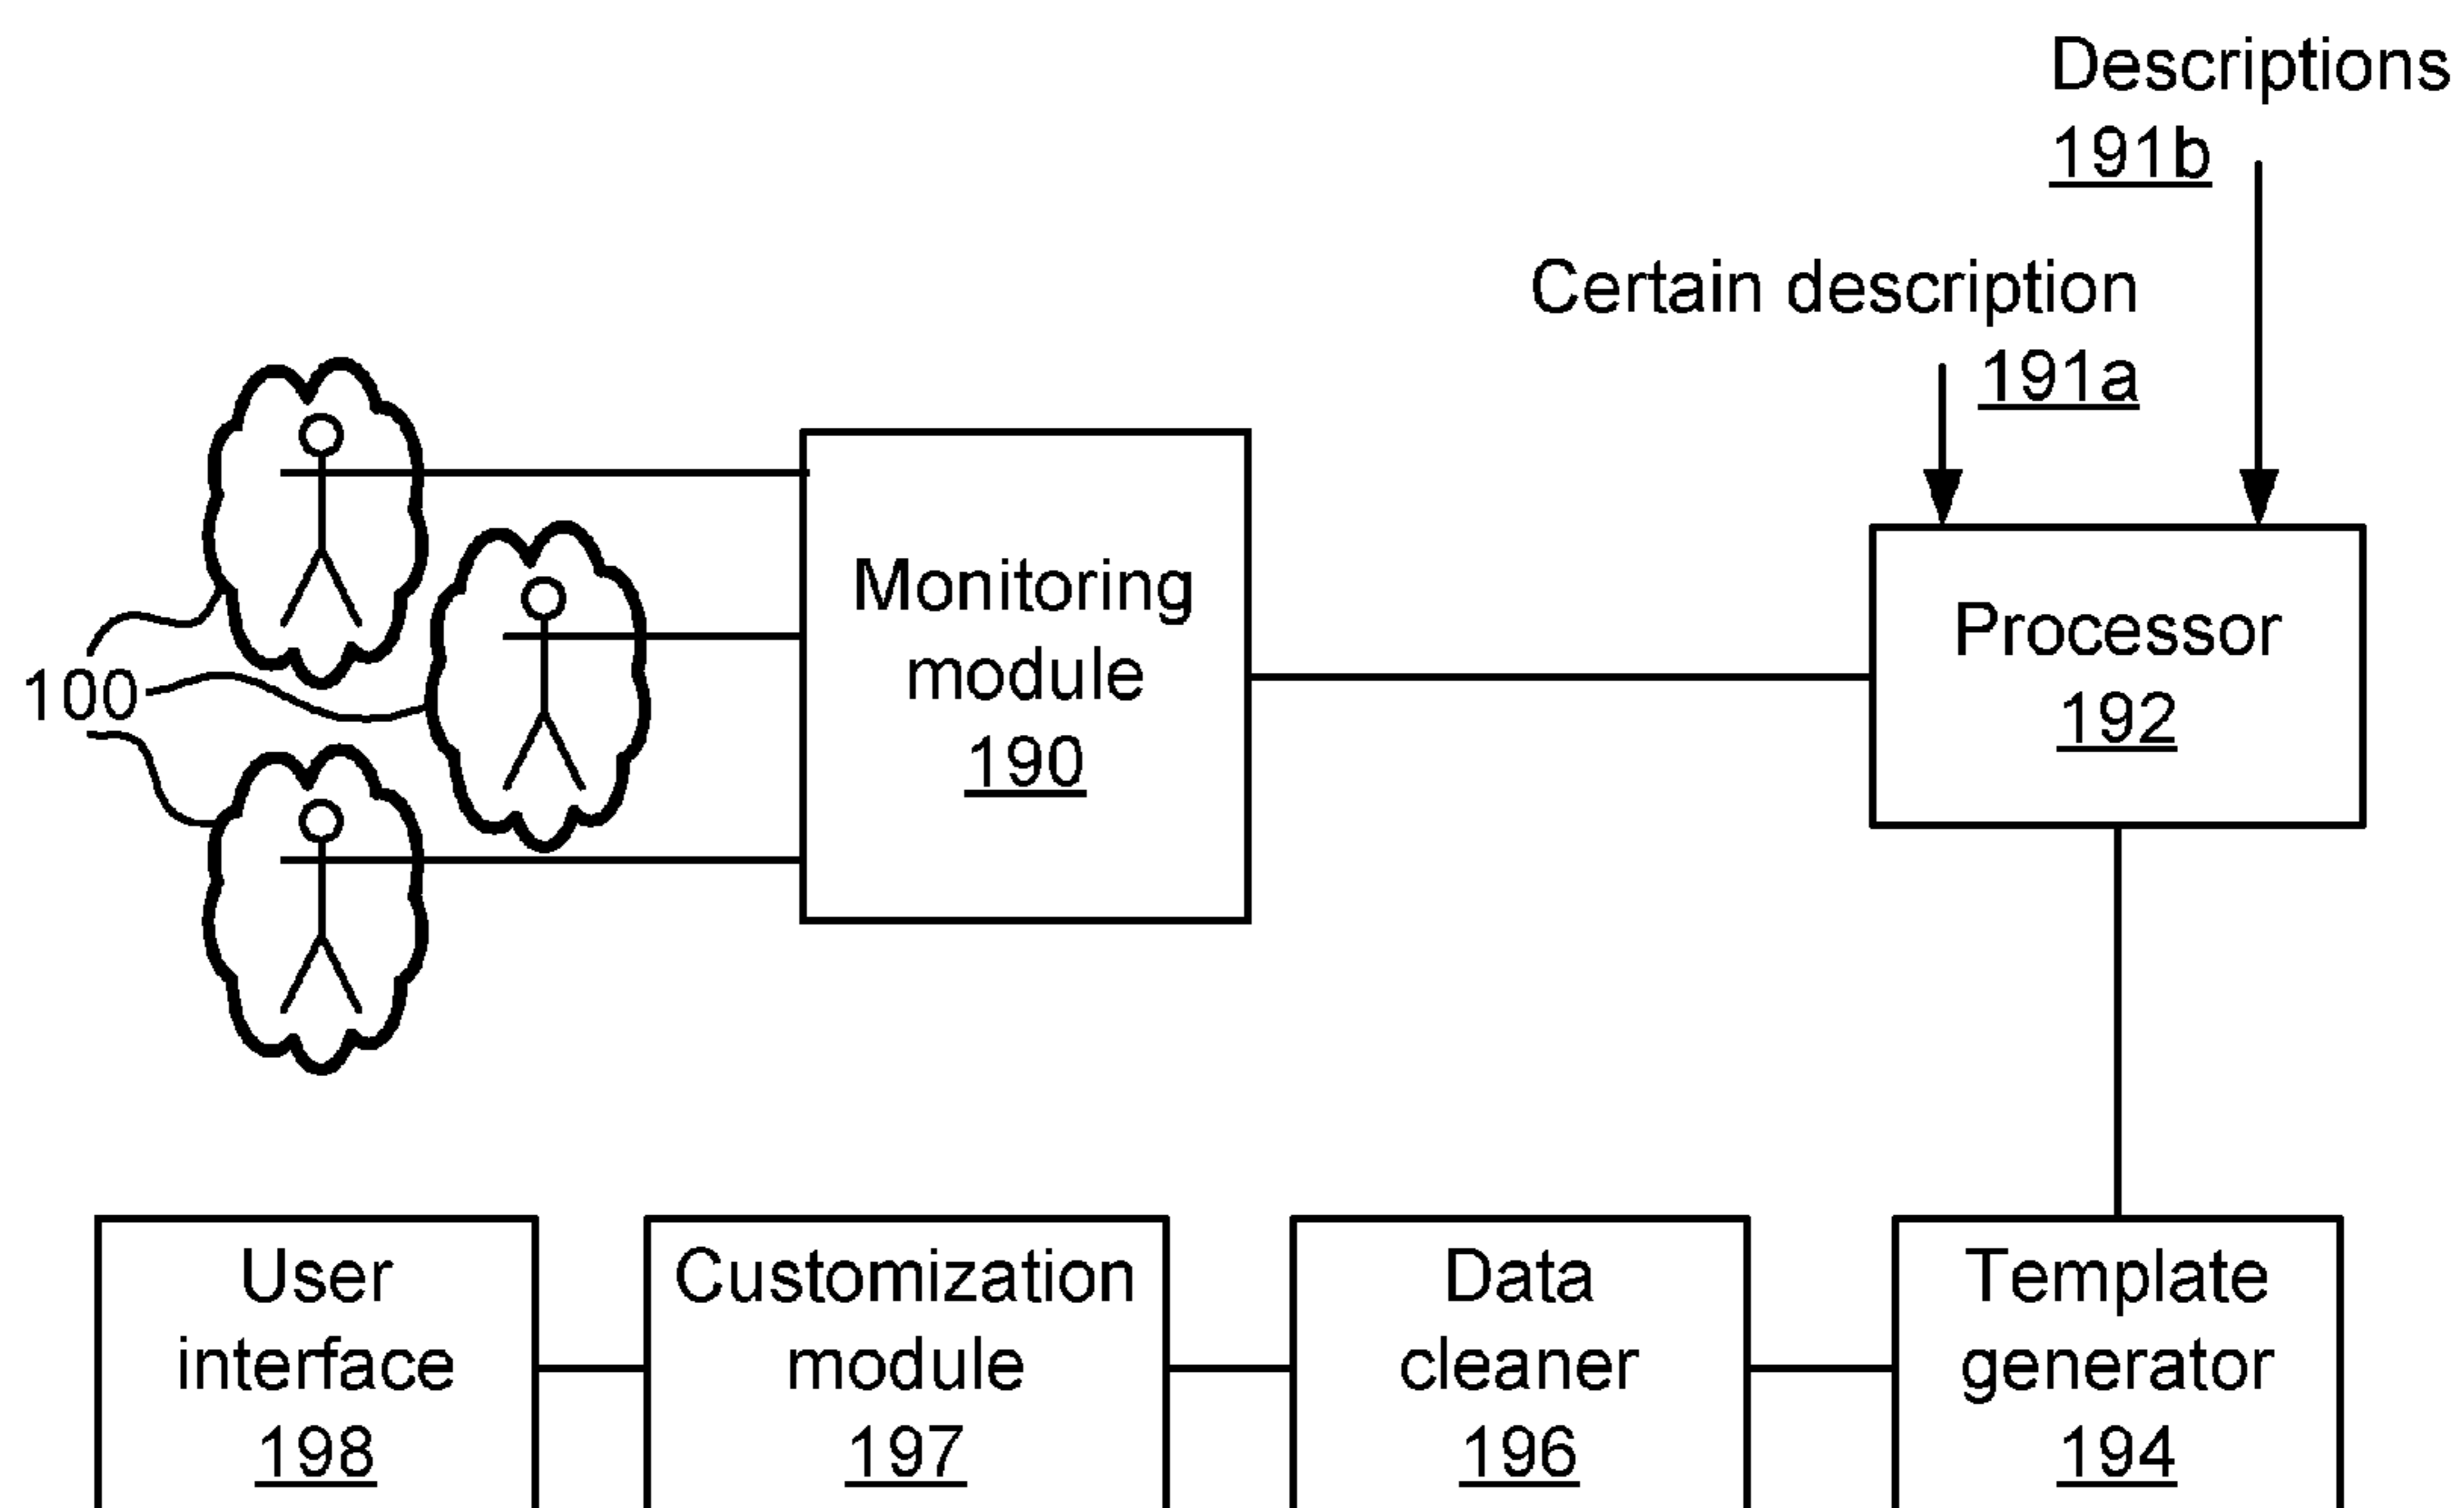 Descriptions
191b
Certain description
191a
Monitoring
module
190
Processor
192
100
User
interface
198
Customization
module
197
Data
cleaner
196
Template
generator
194